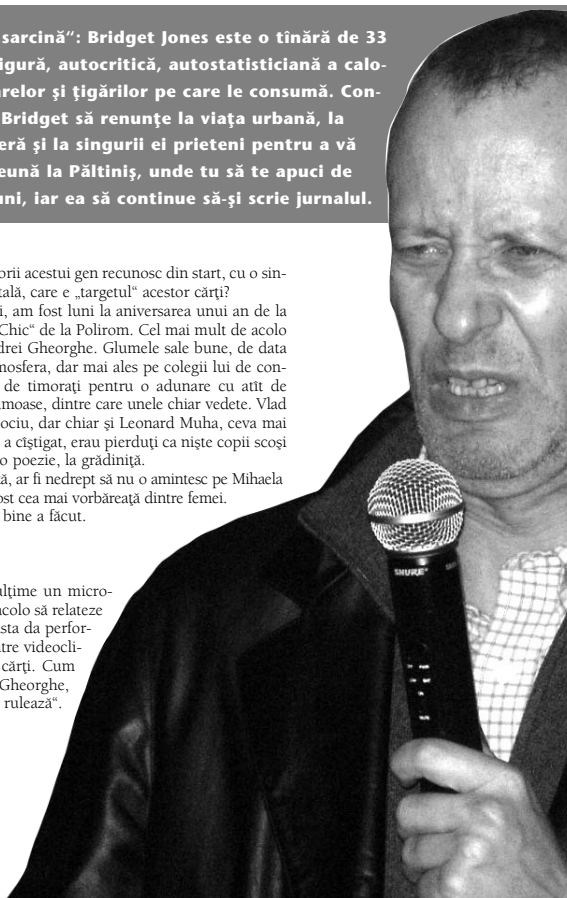 sarcină“: Bridget Jones este o tînără de 33
igură, autocritică, autostatisticiană a calo-
arelor şi ţigărilor pe care le consumă. Con-
Bridget să renunţe la viaţa urbană, la
eră şi la singurii ei prieteni pentru a vă
eună la Păltiniş, unde tu să te apuci de
uni, iar ea să continue să-şi scrie jurnalul.
orii acestui gen recunosc din start, cu o sin-
tală, care e „targetul“ acestor cărţi?
i, am fost luni la aniversarea unui an de la
Chic“ de la Polirom. Cel mai mult de acolo
drei Gheorghe. Glumele sale bune, de data
mosfera, dar mai ales pe colegii lui de con-
de timoraţi pentru o adunare cu atît de
umoase, dintre care unele chiar vedete. Vlad
ociu, dar chiar şi Leonard Muha, ceva mai
a cîştigat, erau pierduţi ca nişte copii scoşi
o poezie, la grădiniţă.
ă, ar fi nedrept să nu o amintesc pe Mihaela
ost cea mai vorbăreaţă dintre femei.
bine a făcut.
ulţime un micro-
acolo să relateze
sta da perfor-
ntre videocli-
cărţi. Cum
Gheorghe,
rulează“.
SHURE